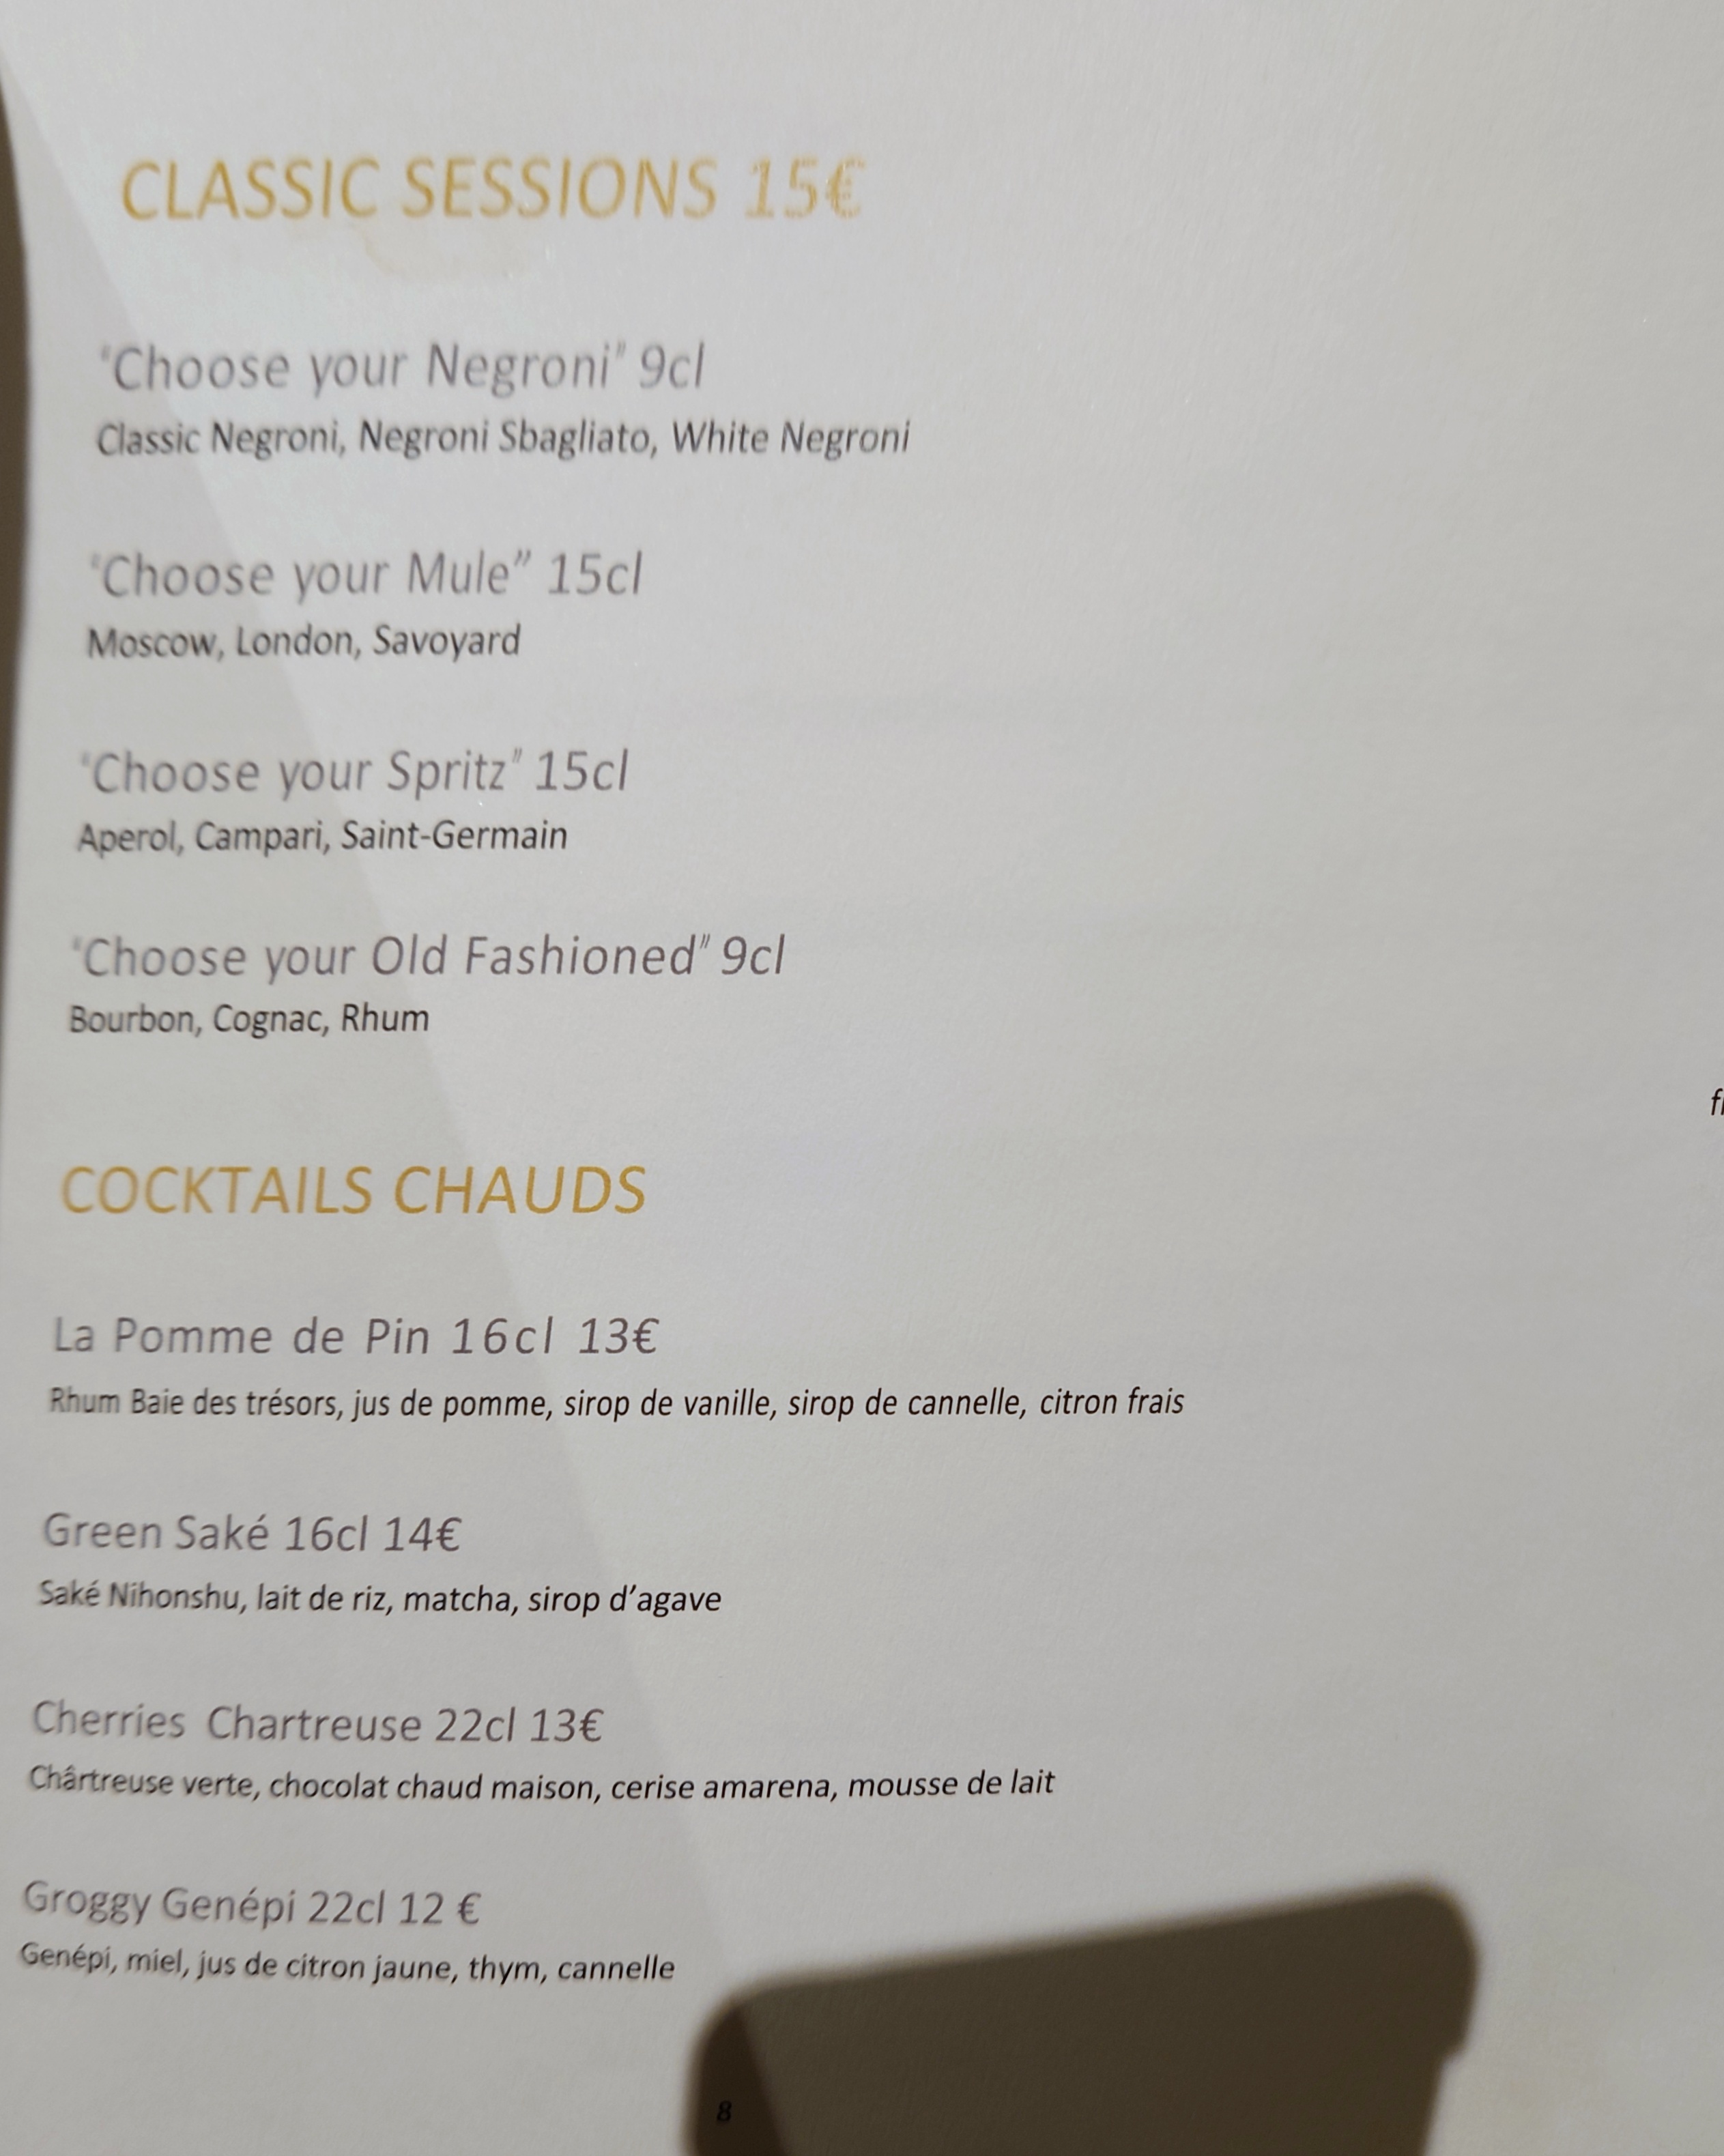 CLASSIC SESSIONS 15€
"Choose your Negroni" 9cl
Classic Negroni, Negroni Sbagliato, White Negroni
"Choose your Mule" 15cl
Moscow, London, Savoyard
"Choose your Spritz" 15cl
Aperol, Campari, Saint-Germain
"Choose your Old Fashioned" 9cl
Bourbon, Cognac, Rhum
COCKTAILS CHAUDS
La Pomme de Pin 16cl 13€
Rhum Baie des trésors, jus de pomme, sirop de vanille, sirop de cannelle, citron frais
Green Saké 16cl 14€
Saké Nihonshu, lait de riz, matcha, sirop d'agave
Cherries Chartreuse 22cl 13€
Chârtreuse verte, chocolat chaud maison, cerise amarena, mousse de lait
Groggy Genépi 22cl 12 €
Genépi, miel, jus de citron jaune, thym, cannelle
8